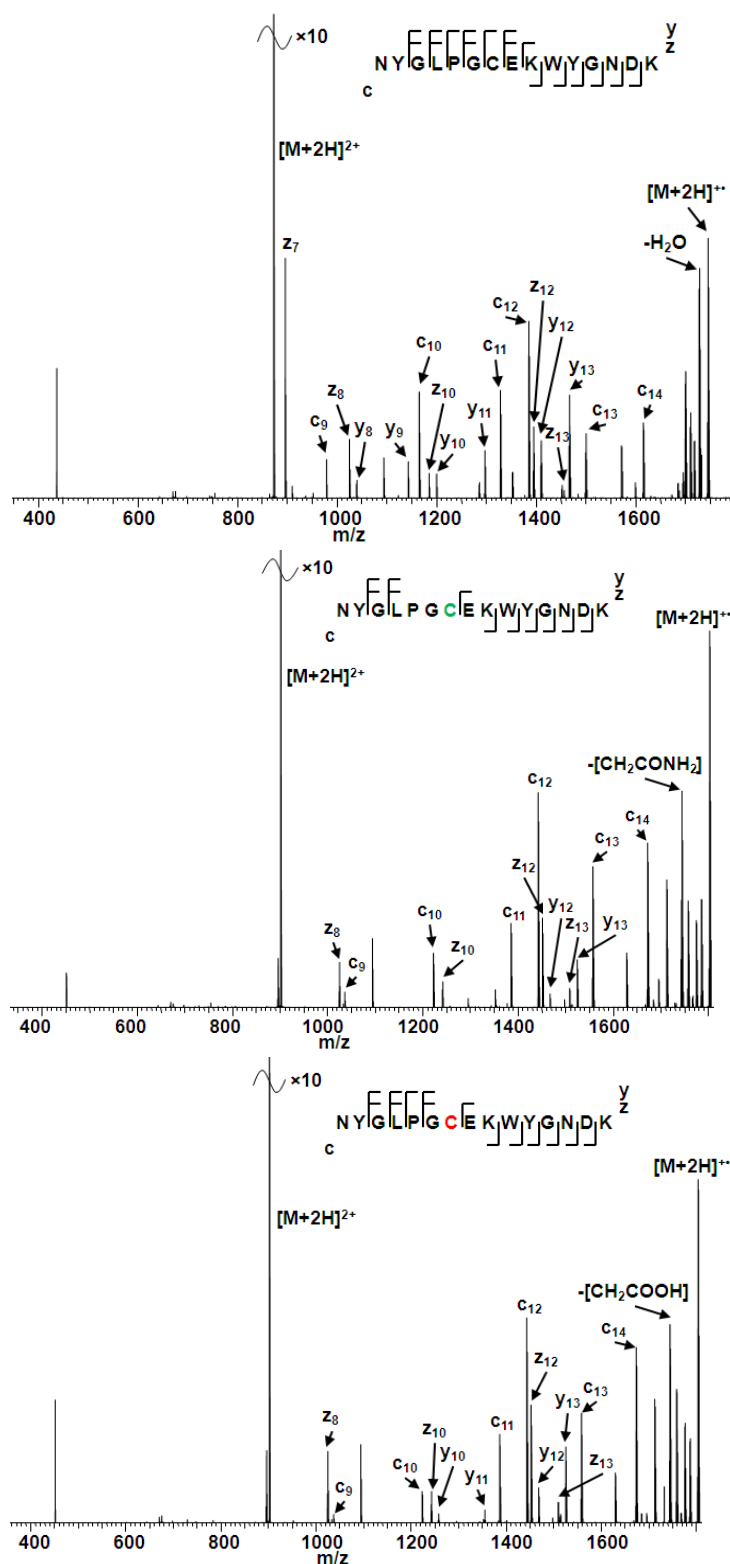 ×10
y
z
N Y G L P G C E K W Y G N D K
c
[M+2H]²⁺
[M+2H]⁺•
-H₂O
z₇
z₁₂
c₁₂
y₁₂
c₁₀
c₁₁
y₁₃
z₈
z₁₀
c₁₄
c₉
y₈
y₉
y₁₀
y₁₁
z₁₃
c₁₃
400 600 800 1000 1200 1400 1600
m/z
×10
y
z
N Y G L P G C E K W Y G N D K
c
[M+2H]⁺•
[M+2H]²⁺
-[CH₂CONH₂]
c₁₂
c₁₄
c₁₃
z₁₂
y₁₂
z₁₃
y₁₃
c₁₀
c₁₁
z₈
c₉
z₁₀
400 600 800 1000 1200 1400 1600
m/z
×10
y
z
N Y G L P G C E K W Y G N D K
c
[M+2H]⁺•
[M+2H]²⁺
-[CH₂COOH]
c₁₂
c₁₄
z₁₂
c₁₃
y₁₃
c₁₁
z₈
z₁₀
y₁₀
y₁₂
z₁₃
c₁₀
y₁₁
c₉
400 600 800 1000 1200 1400 1600
m/z